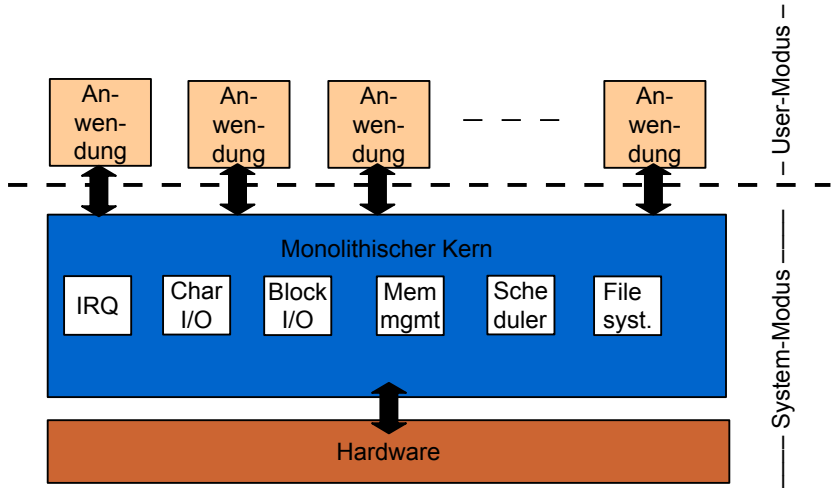 An-
wen-
dung
An-
wen-
dung
An-
wen-
dung
An-
wen-
dung
User-Modus
Monolithischer Kern
IRQ
Char
I/O
Block
I/O
Mem
mgmt
Sche
duler
File
syst.
System-Modus
Hardware